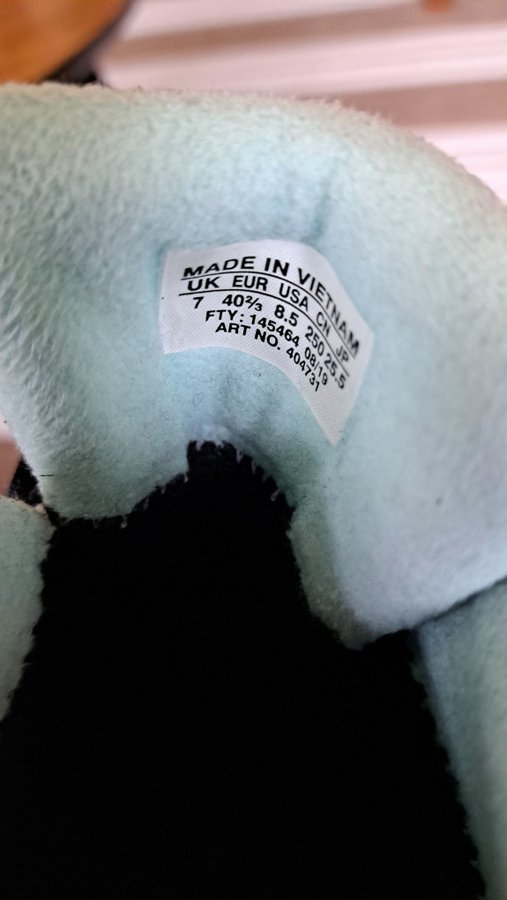 MADE IN VIETNAM
UK EUR USA CN JP
7 40⅔ 8.5 250 25.5
FTY: 145464 08/19
ART NO. 404731